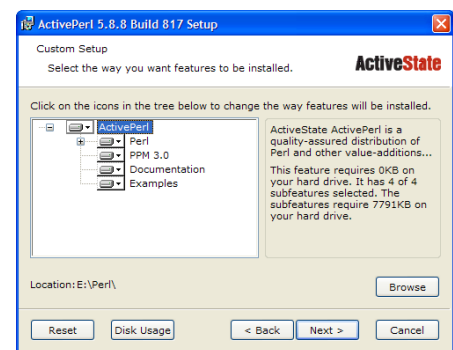 ActivePerl 5.8.8 Build 817 Setup
Custom Setup
Select the way you want features to be installed.
ActiveState
Click on the icons in the tree below to change the way features will be installed.
ActivePerl
Perl
PPM 3.0
Documentation
Examples
ActiveState ActivePerl is a
quality-assured distribution of
Perl and other value-additions...
This feature requires 0KB on
your hard drive. It has 4 of 4
subfeatures selected. The
subfeatures require 7791KB on
your hard drive.
Location: E:\Perl\
Browse
Reset
Disk Usage
< Back
Next >
Cancel